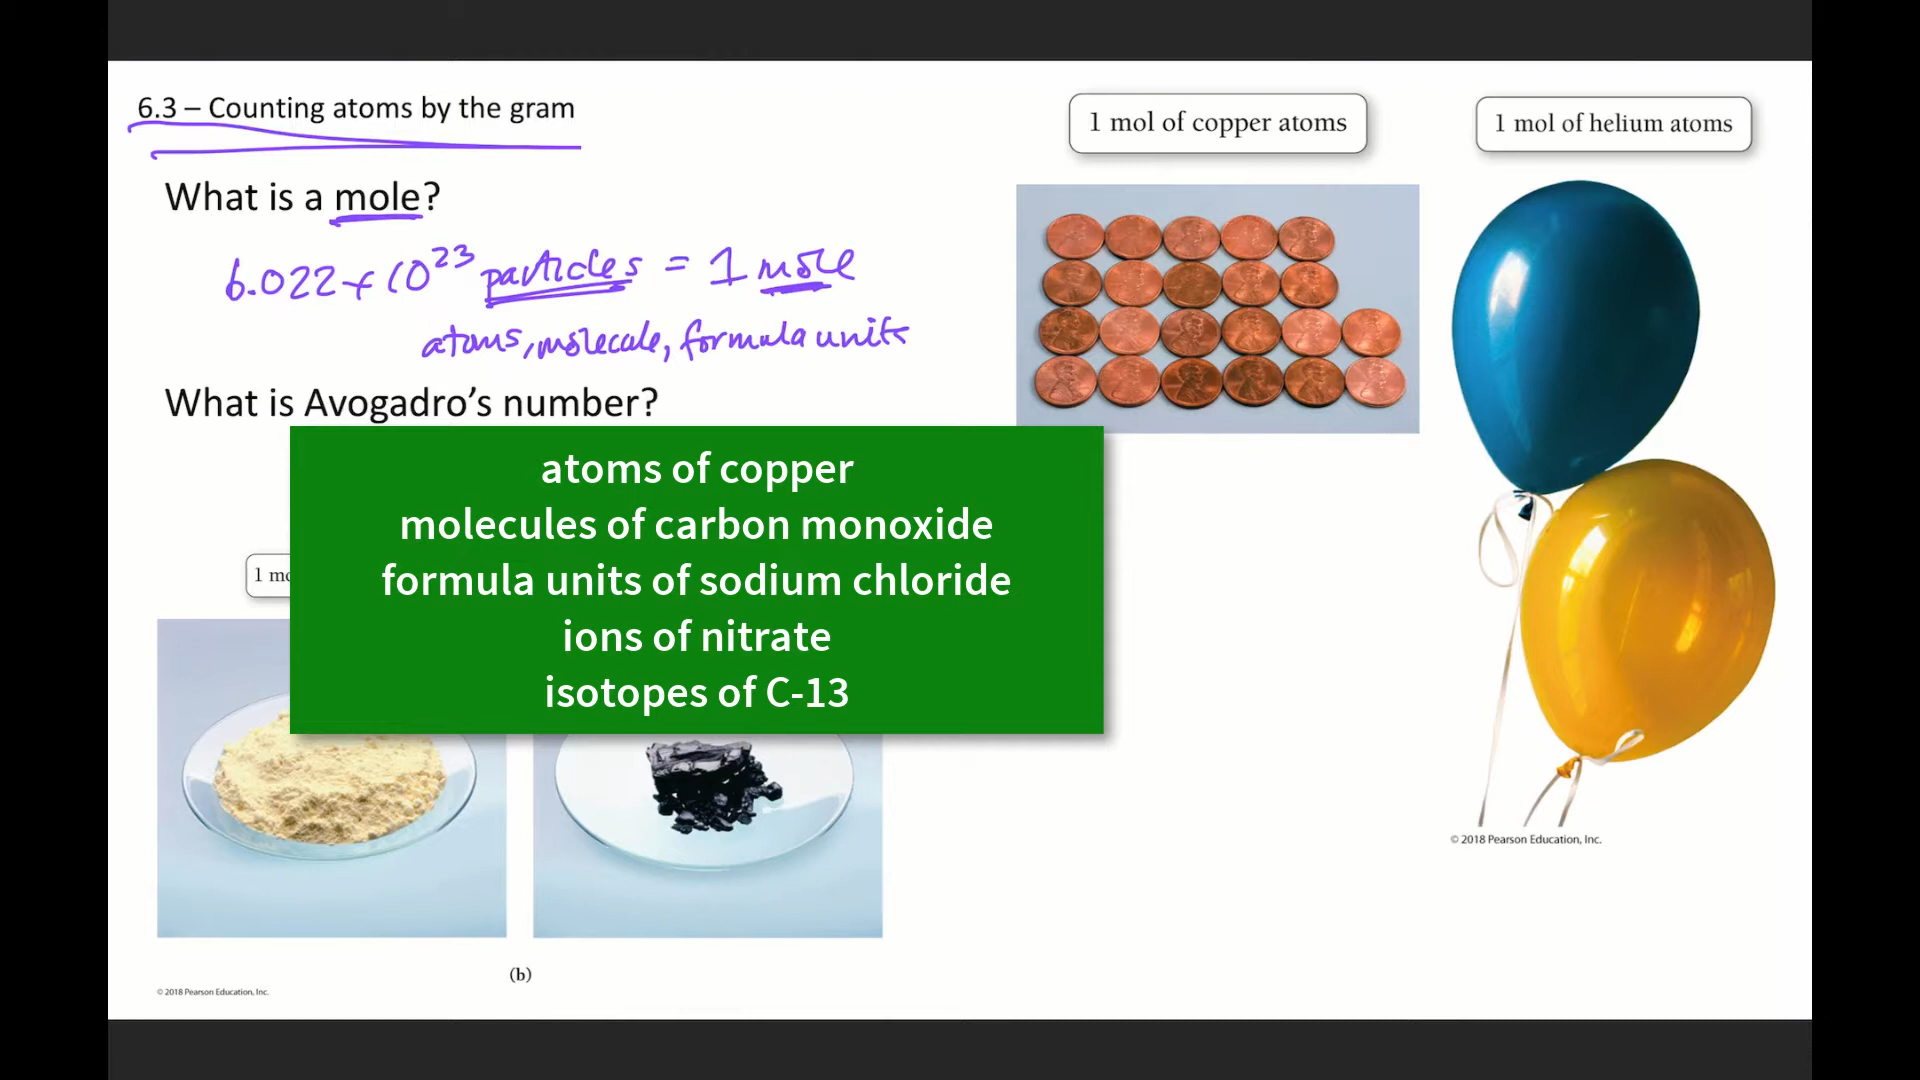 6.3 – Counting atoms by the gram
What is a mole?
6.022 x 10²³ particles = 1 mole
atoms, molecule, formula units
What is Avogadro's number?
1 mol of copper atoms
1 mol of helium atoms
atoms of copper
molecules of carbon monoxide
formula units of sodium chloride
ions of nitrate
isotopes of C-13
1 mo
(b)
© 2018 Pearson Education, Inc.
© 2018 Pearson Education, Inc.